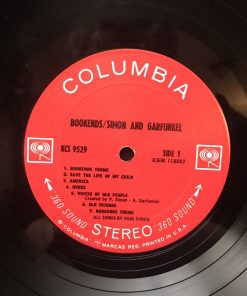 COLUMBIA
BOOKENDS/SIMON AND GARFUNKEL
KCS 9529
SIDE 1
XSM 118087
1. BOOKENDS THEME
2. SAVE THE LIFE OF MY CHILD
3. AMERICA
4. OVERS
5. VOICES OF OLD PEOPLE
-Created by P. Simon - A. Garfunkel-
6. OLD FRIENDS
7. BOOKENDS THEME
ALL SONGS BY PAUL SIMON
360 SOUND STEREO 360 SOUND
© COLUMBIA MARCAS REG. PRINTED IN U.S.A.